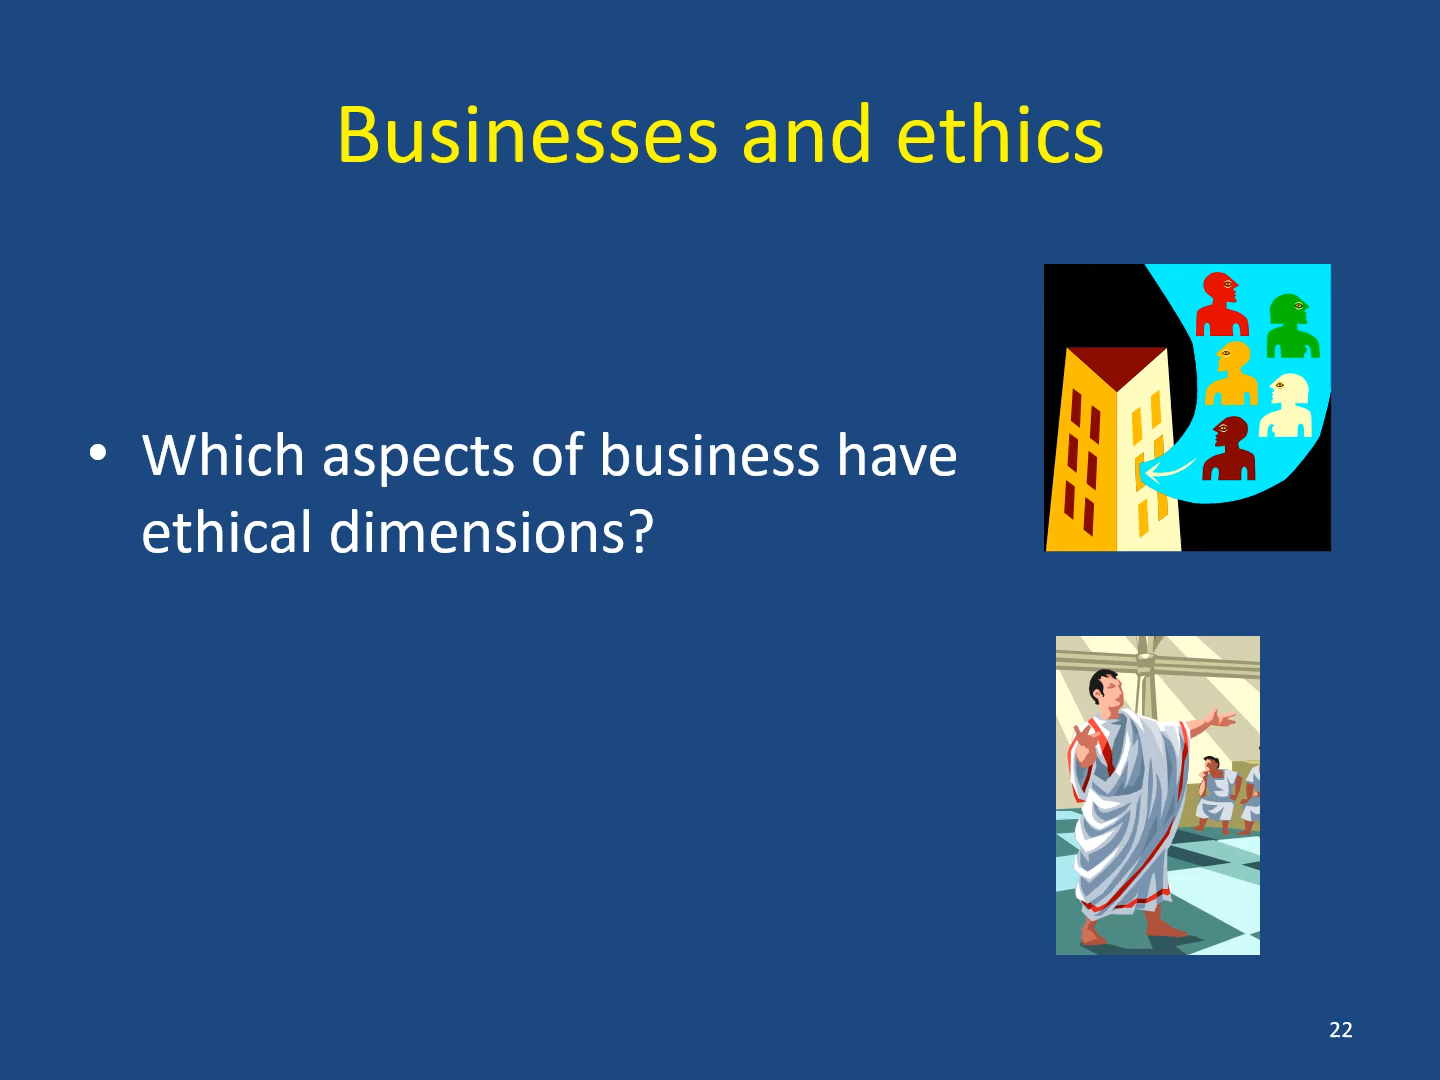 Businesses and ethics
• Which aspects of business have
ethical dimensions?
22